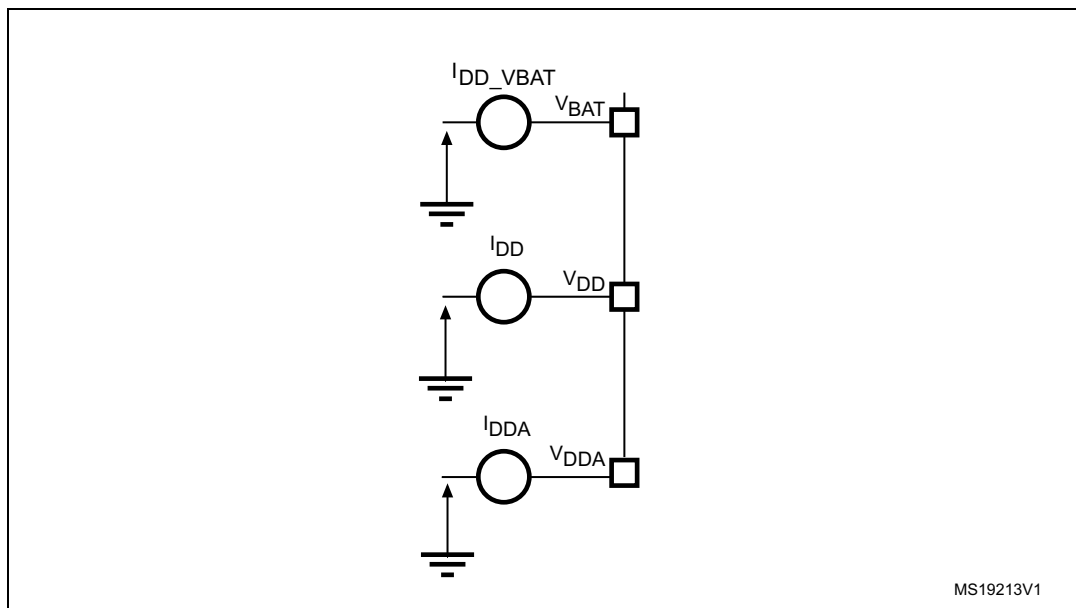 IDD_VBAT
VBAT
IDD
VDD
IDDA
VDDA
MS19213V1